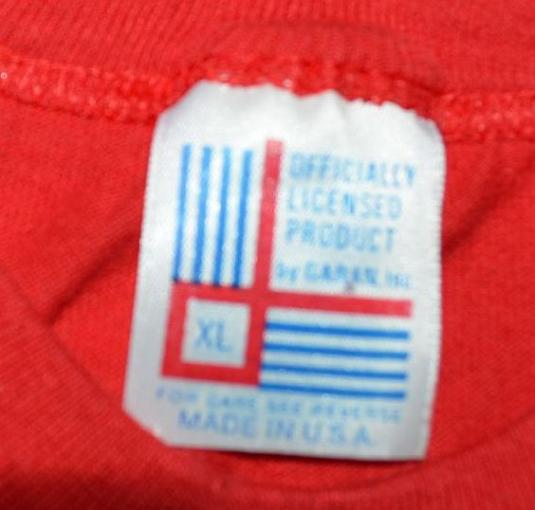 OFFICIALLY
LICENSED
PRODUCT
by GARAN, INC
XL
FOR CARE SEE REVERSE
MADE IN U.S.A.